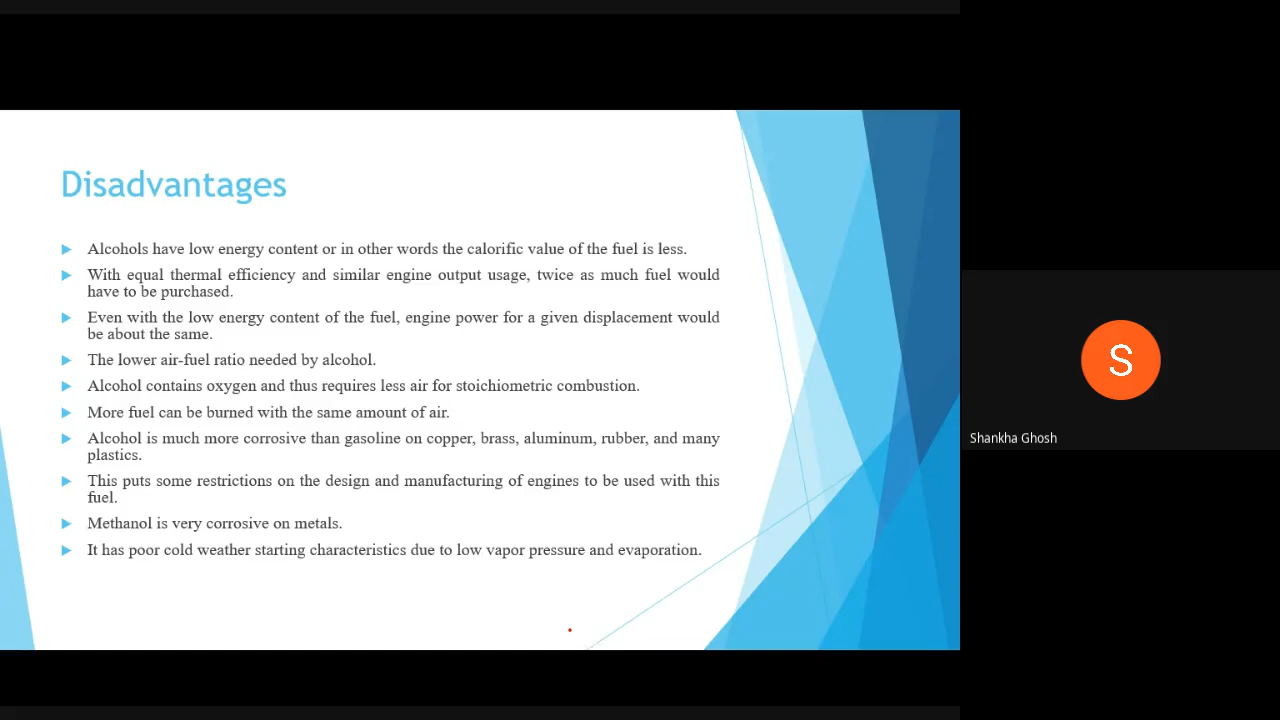 Disadvantages
Alcohols have low energy content or in other words the calorific value of the fuel is less.
With equal thermal efficiency and similar engine output usage, twice as much fuel would
have to be purchased.
Even with the low energy content of the fuel, engine power for a given displacement would
be about the same.
The lower air-fuel ratio needed by alcohol.
Alcohol contains oxygen and thus requires less air for stoichiometric combustion.
More fuel can be burned with the same amount of air.
Alcohol is much more corrosive than gasoline on copper, brass, aluminum, rubber, and many
plastics.
This puts some restrictions on the design and manufacturing of engines to be used with this
fuel.
Methanol is very corrosive on metals.
It has poor cold weather starting characteristics due to low vapor pressure and evaporation.
S
Shankha Ghosh